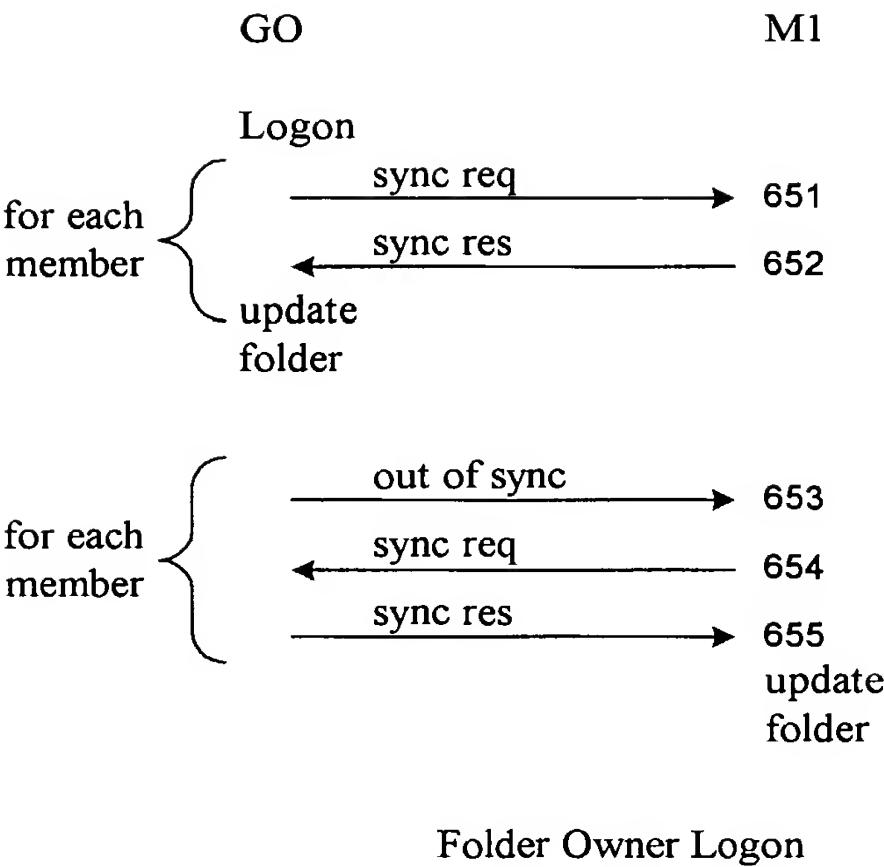 GO M1
Logon
for each
member
sync req 651
sync res 652
update
folder
for each
member
out of sync 653
sync req 654
sync res 655
update
folder
Folder Owner Logon